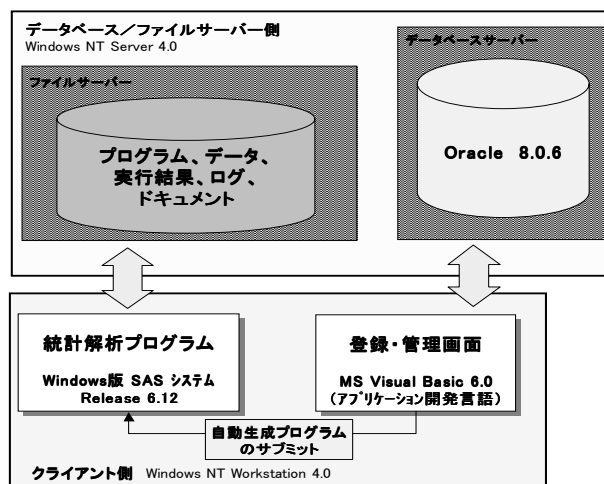 データベース／ファイルサーバー側
Windows NT Server 4.0
ファイルサーバー
プログラム、データ、
実行結果、ログ、
ドキュメント
データベースサーバー
Oracle 8.0.6
統計解析プログラム
Windows版 SAS システム
Release 6.12
登録・管理画面
MS Visual Basic 6.0
（アプリケーション開発言語）
自動生成プログラム
のサブミット
クライアント側 Windows NT Workstation 4.0